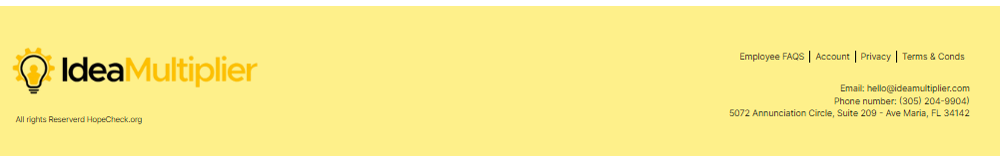 IdeaMultiplier
All rights Reserverd HopeCheck.org
Employee FAQS | Account | Privacy | Terms & Conds
Email: hello@ideamultiplier.com
Phone number: (305) 204-9904)
5072 Annunciation Circle, Suite 209 - Ave Maria, FL 34142